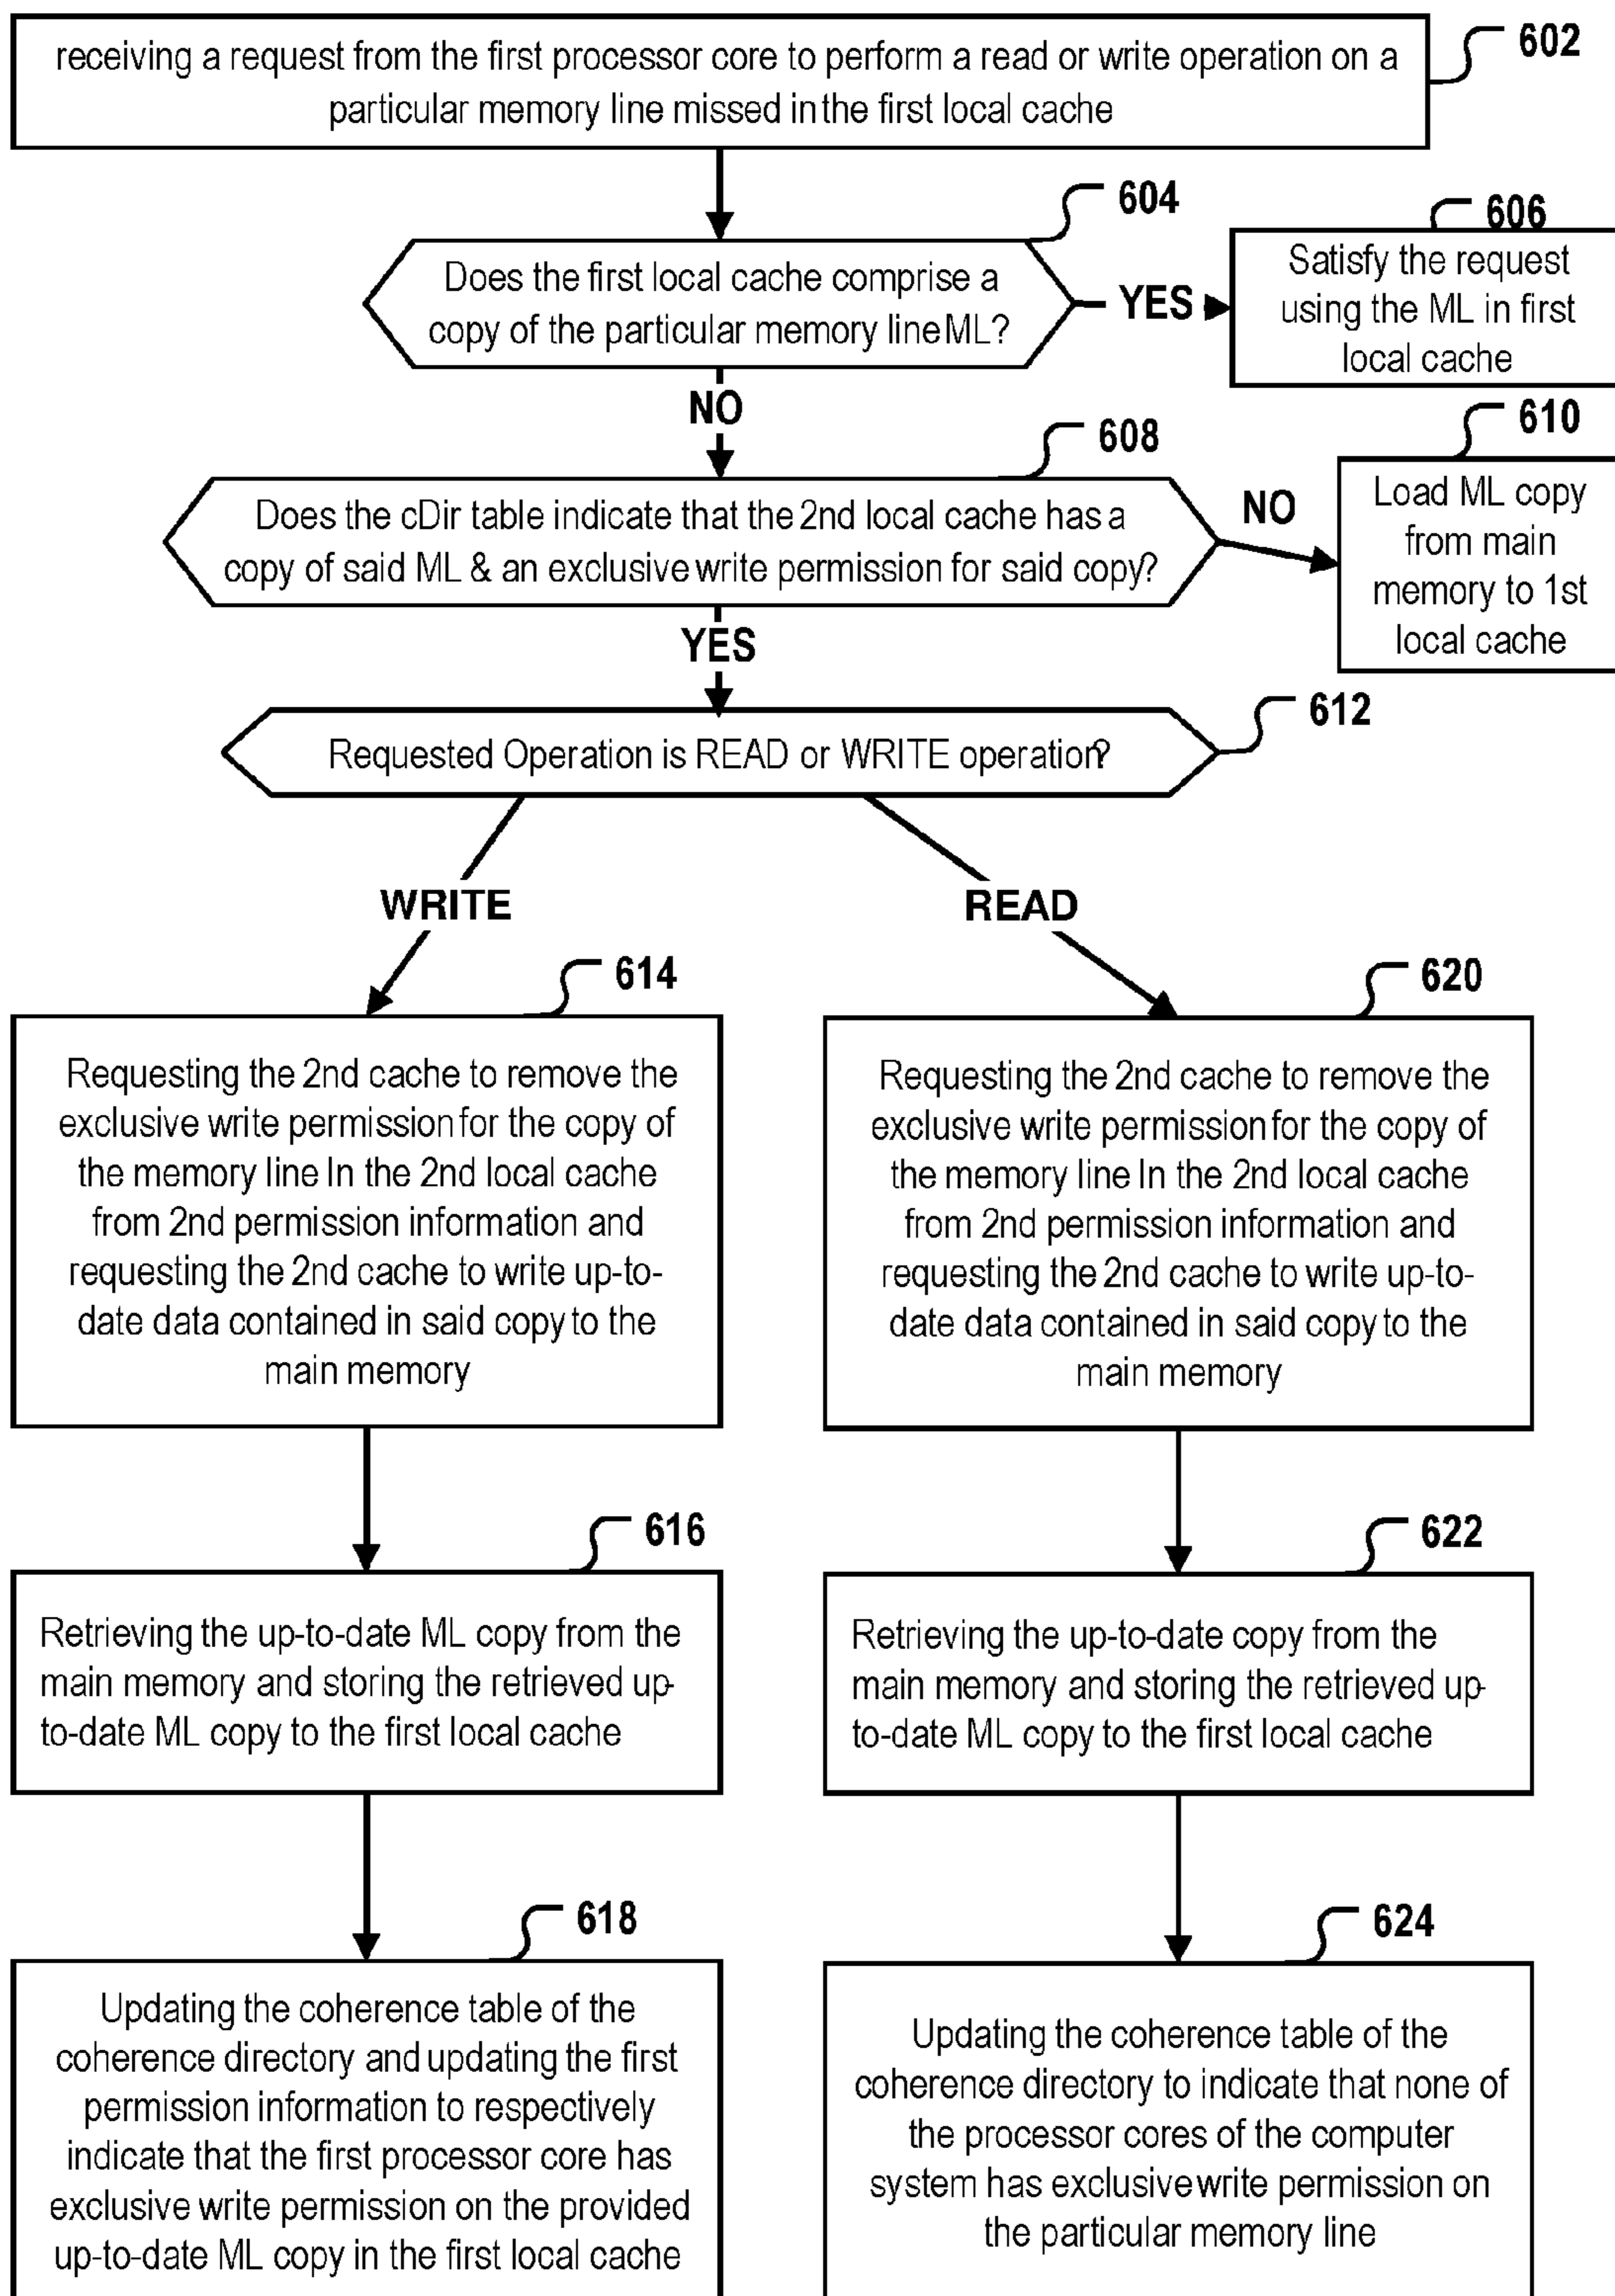 receiving a request from the first processor core to perform a read or write operation on a
particular memory line missed in the first local cache
602
604
Does the first local cache comprise a
copy of the particular memory line ML?
YES
606
Satisfy the request
using the ML in first
local cache
NO
608
Does the cDir table indicate that the 2nd local cache has a
copy of said ML & an exclusive write permission for said copy?
NO
610
Load ML copy
from main
memory to 1st
local cache
YES
612
Requested Operation is READ or WRITE operation?
WRITE
READ
614
Requesting the 2nd cache to remove the
exclusive write permission for the copy of
the memory line In the 2nd local cache
from 2nd permission information and
requesting the 2nd cache to write up-to-
date data contained in said copy to the
main memory
620
Requesting the 2nd cache to remove the
exclusive write permission for the copy of
the memory line In the 2nd local cache
from 2nd permission information and
requesting the 2nd cache to write up-to-
date data contained in said copy to the
main memory
616
Retrieving the up-to-date ML copy from the
main memory and storing the retrieved up-
to-date ML copy to the first local cache
622
Retrieving the up-to-date copy from the
main memory and storing the retrieved up-
to-date ML copy to the first local cache
618
Updating the coherence table of the
coherence directory and updating the first
permission information to respectively
indicate that the first processor core has
exclusive write permission on the provided
up-to-date ML copy in the first local cache
624
Updating the coherence table of the
coherence directory to indicate that none of
the processor cores of the computer
system has exclusive write permission on
the particular memory line